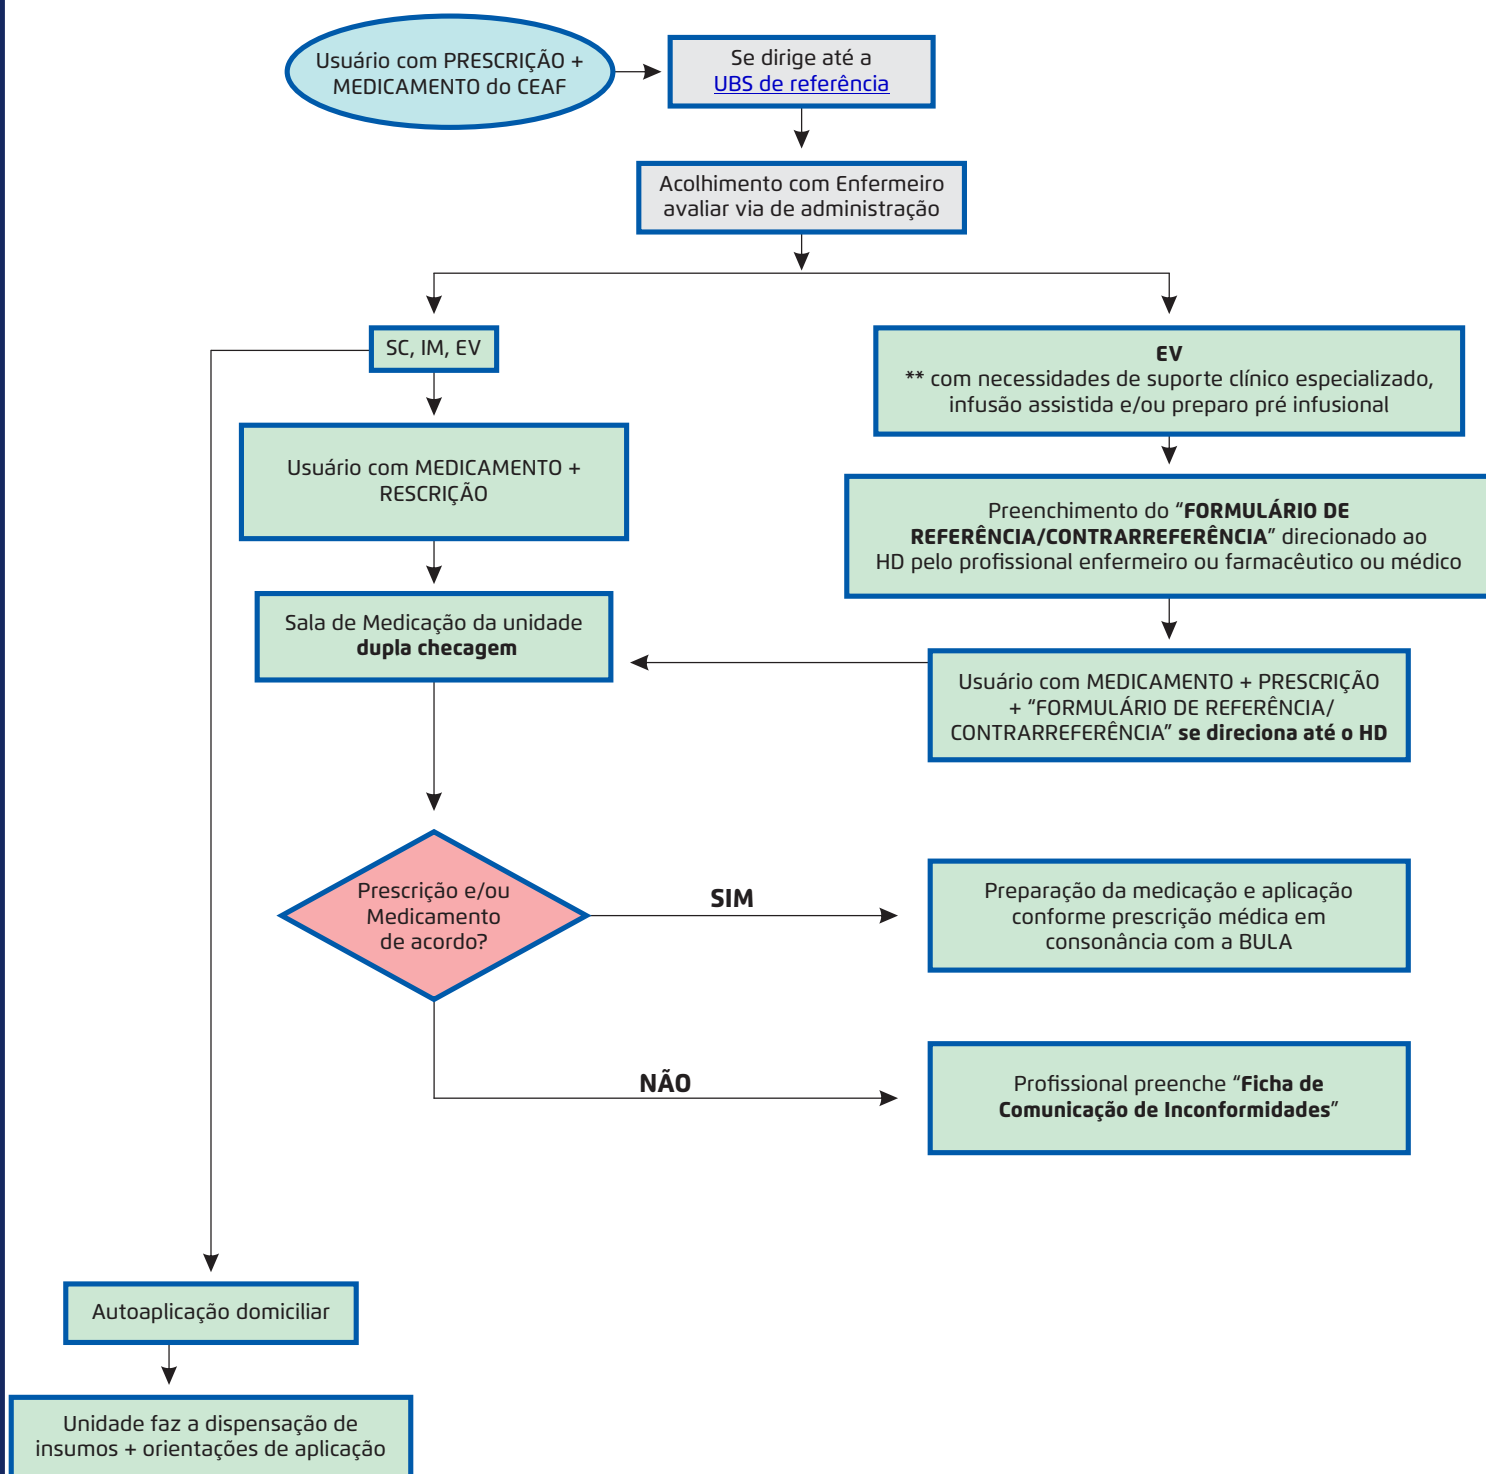 Usuário com PRESCRIÇÃO +
MEDICAMENTO do CEAF
Se dirige até a
UBS de referência
Acolhimento com Enfermeiro
avaliar via de administração
SC, IM, EV
EV
** com necessidades de suporte clínico especializado,
infusão assistida e/ou preparo pré infusional
Usuário com MEDICAMENTO +
RESCRIÇÃO
Preenchimento do “FORMULÁRIO DE
REFERÊNCIA/CONTRARREFERÊNCIA” direcionado ao
HD pelo profissional enfermeiro ou farmacêutico ou médico
Sala de Medicação da unidade
dupla checagem
Usuário com MEDICAMENTO + PRESCRIÇÃO
+ “FORMULÁRIO DE REFERÊNCIA/
CONTRARREFERÊNCIA” se direciona até o HD
Prescrição e/ou
Medicamento
de acordo?
SIM
Preparação da medicação e aplicação
conforme prescrição médica em
consonância com a BULA
NÃO
Profissional preenche “Ficha de
Comunicação de Inconformidades”
Autoaplicação domiciliar
Unidade faz a dispensação de
insumos + orientações de aplicação